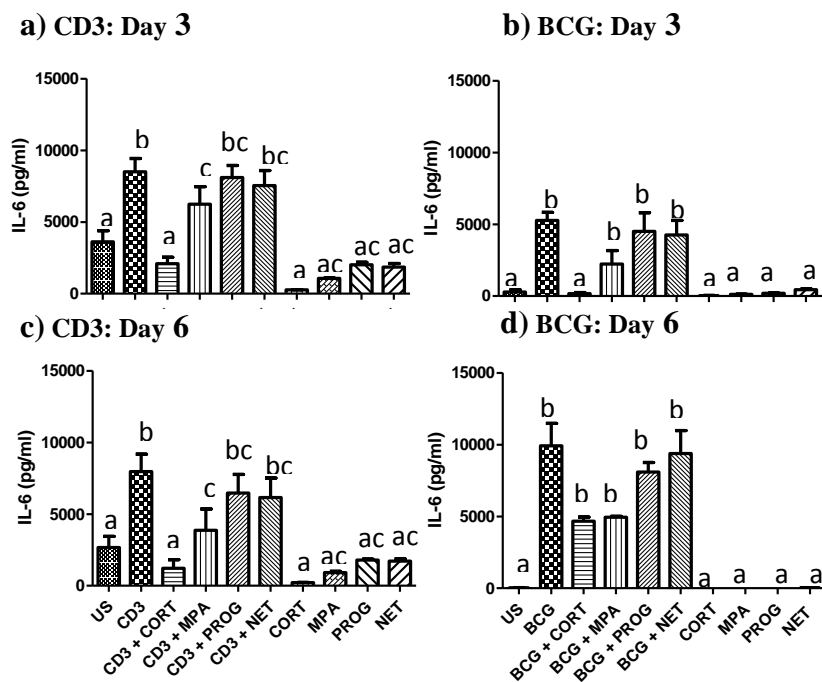 a) CD3: Day 3
15000
10000
5000
0
IL-6 (pg/ml)
a
b
a
c
bc
bc
a
ac
ac
ac
b) BCG: Day 3
15000
10000
5000
0
IL-6 (pg/ml)
a
b
a
b
b
b
a
a
a
a
c) CD3: Day 6
15000
10000
5000
0
IL-6 (pg/ml)
a
b
a
c
bc
bc
a
ac
ac
ac
US
CD3
CD3 + CORT
CD3 + MPA
CD3 + PROG
CD3 + NET
CORT
MPA
PROG
NET
d) BCG: Day 6
15000
10000
5000
0
IL-6 (pg/ml)
a
b
b
b
b
b
a
a
a
a
US
BCG
BCG + CORT
BCG + MPA
BCG + PROG
BCG + NET
CORT
MPA
PROG
NET